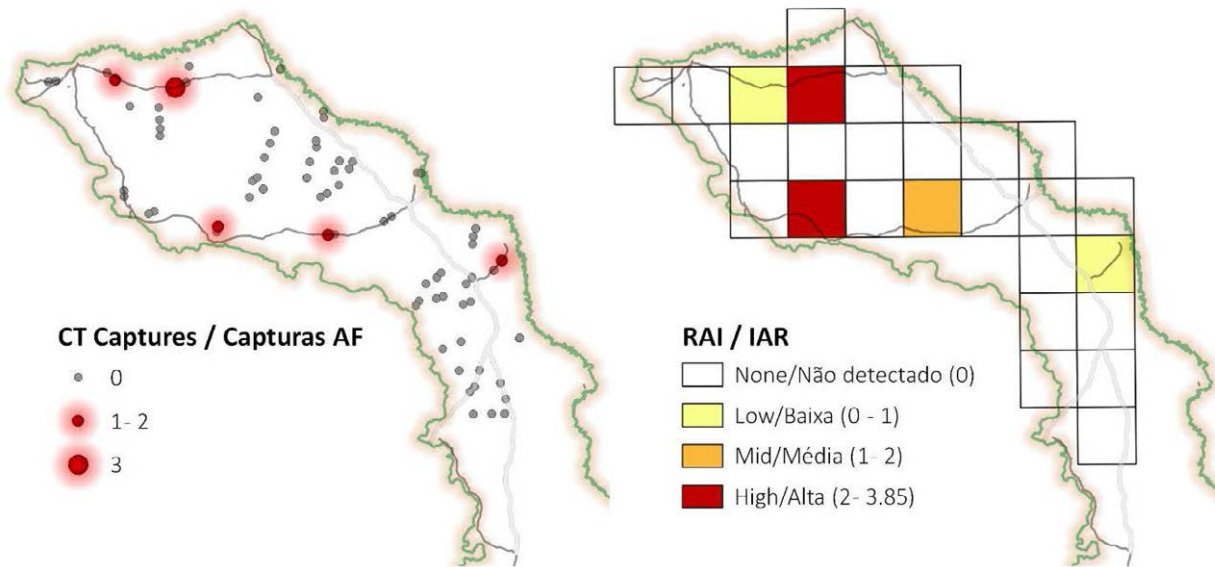 CT Captures / Capturas AF
0
1- 2
3
RAI / IAR
None/Não detectado (0)
Low/Baixa (0 - 1)
Mid/Média (1- 2)
High/Alta (2- 3.85)